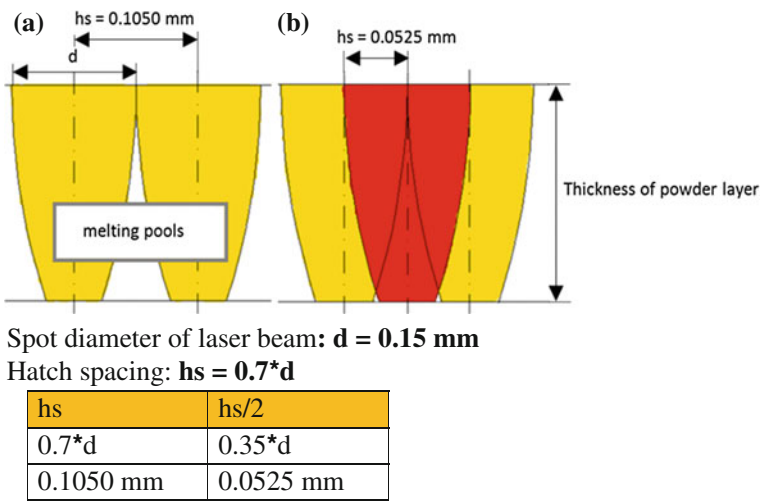 (a)
hs = 0.1050 mm
d
melting pools
(b)
hs = 0.0525 mm
Thickness of powder layer
Spot diameter of laser beam: d = 0.15 mm
Hatch spacing: hs = 0.7*d
hs hs/2
0.7*d 0.35*d
0.1050 mm 0.0525 mm